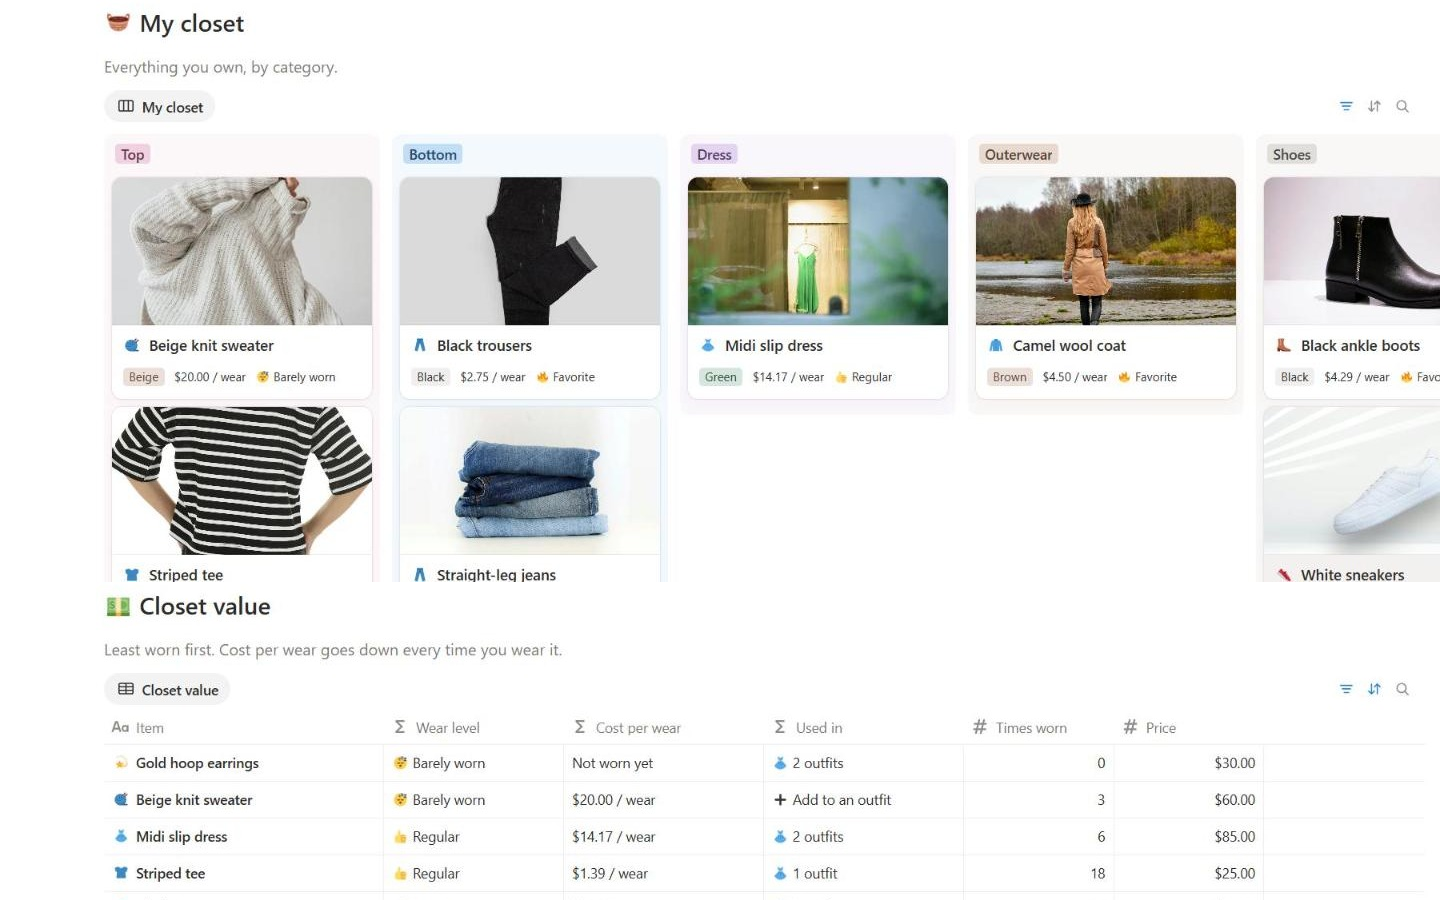 My closet
Everything you own, by category.
My closet
Top
Bottom
Dress
Outerwear
Shoes
Beige knit sweater
Beige $20.00 / wear Barely worn
Black trousers
Black $2.75 / wear Favorite
Midi slip dress
Green $14.17 / wear Regular
Camel wool coat
Brown $4.50 / wear Favorite
Black ankle boots
Black $4.29 / wear Favo
Striped tee
Straight-leg jeans
White sneakers
Closet value
Least worn first. Cost per wear goes down every time you wear it.
Closet value
Aa Item Σ Wear level Σ Cost per wear Σ Used in # Times worn # Price
Gold hoop earrings Barely worn Not worn yet 2 outfits 0 $30.00
Beige knit sweater Barely worn $20.00 / wear + Add to an outfit 3 $60.00
Midi slip dress Regular $14.17 / wear 2 outfits 6 $85.00
Striped tee Regular $1.39 / wear 1 outfit 18 $25.00